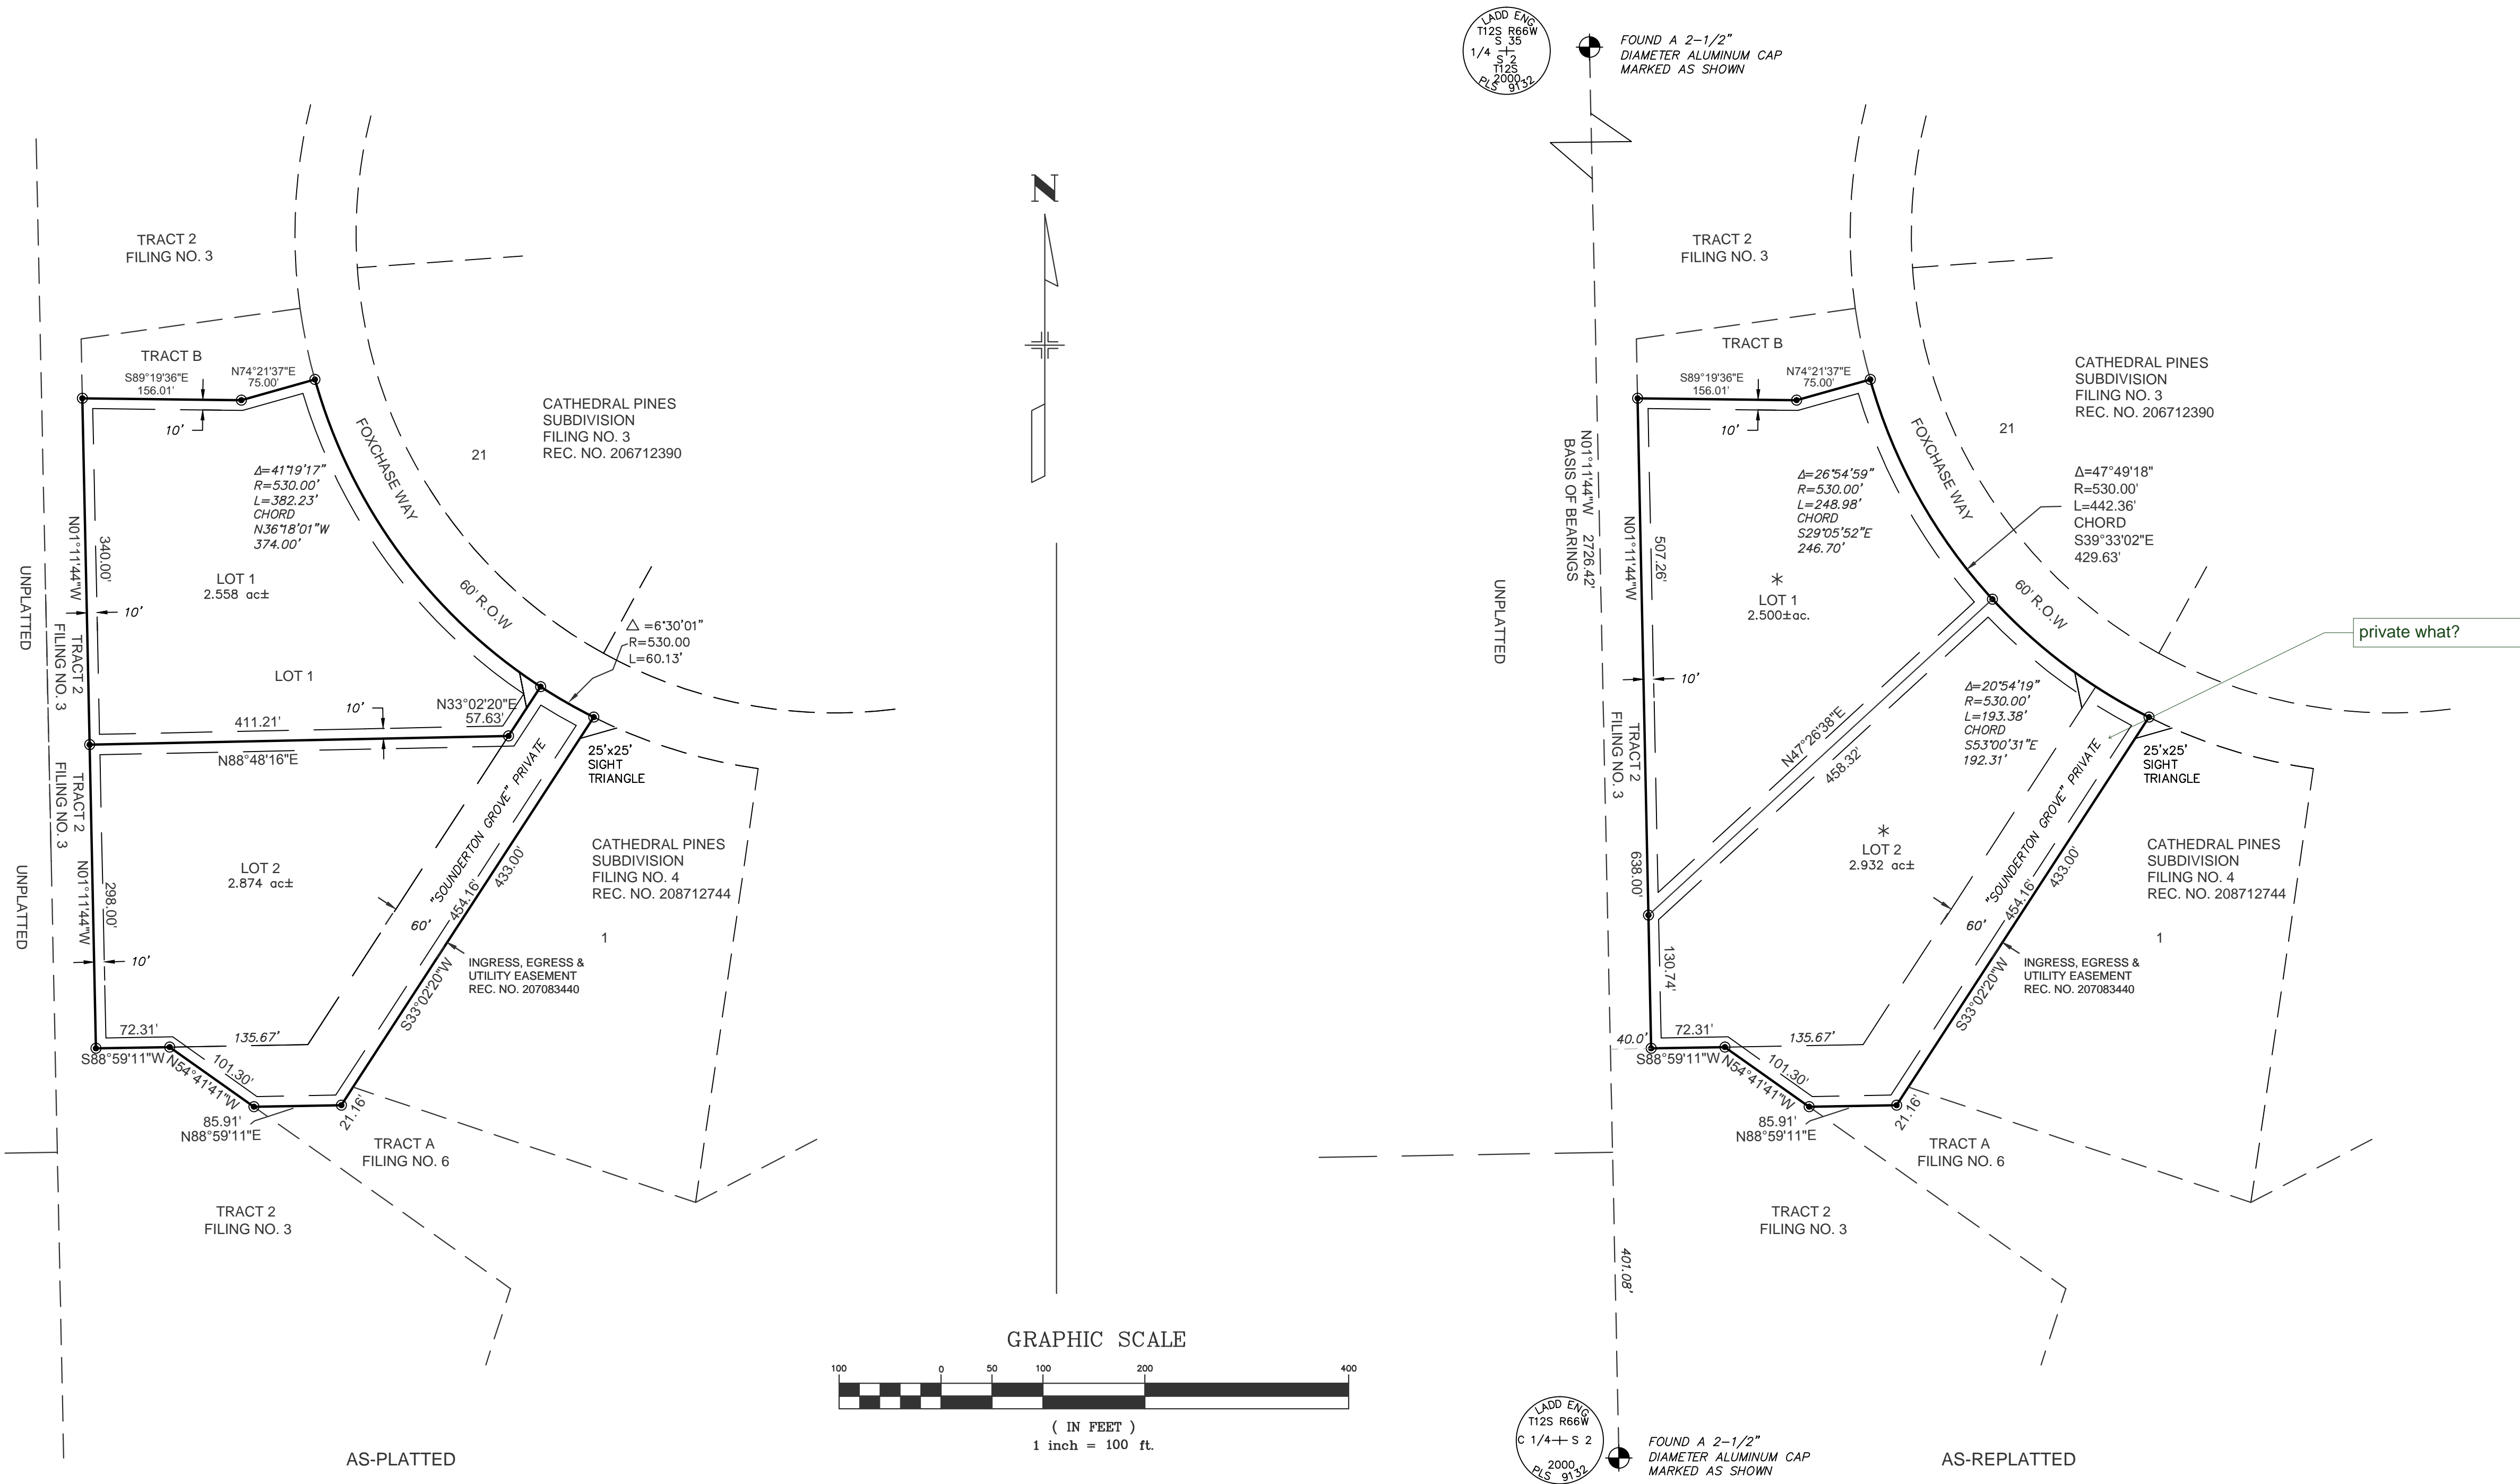 TRACT 2
FILING NO. 3
TRACT B
S89°19'36"E
156.01'
N74°21'37"E
75.00'
10'
CATHEDRAL PINES
SUBDIVISION
FILING NO. 3
REC. NO. 206712390
21
FOXCHASE WAY
60' R.O.W
Δ=41°19'17"
R=530.00'
L=382.23'
CHORD
N36°18'01"W
374.00'
N01°11'44"W
340.00'
UNPLATTED
LOT 1
2.558 ac±
10'
TRACT 2
FILING NO. 3
LOT 1
△ =6°30'01"
R=530.00
L=60.13'
10'
N33°02'20"E
57.63'
411.21'
N88°48'16"E
25'x25'
SIGHT
TRIANGLE
TRACT 2
FILING NO. 3
"SOUNDERTON GROVE" PRIVATE
454.16'
433.00'
CATHEDRAL PINES
SUBDIVISION
FILING NO. 4
REC. NO. 208712744
1
LOT 2
2.874 ac±
UNPLATTED
N01°11'44"W
298.00'
10'
60'
INGRESS, EGRESS &
UTILITY EASEMENT
REC. NO. 207083440
S33°02'20"W
72.31'
135.67'
S88°59'11"W
N54°41'41"W
101.30'
85.91'
N88°59'11"E
21.16'
TRACT A
FILING NO. 6
TRACT 2
FILING NO. 3
AS-PLATTED
N
GRAPHIC SCALE
100 0 50 100 200 400
( IN FEET )
1 inch = 100 ft.
LADD ENG
T12S R66W
S 35
1/4
S 2
T12S
2000
PLS 9132
FOUND A 2-1/2"
DIAMETER ALUMINUM CAP
MARKED AS SHOWN
TRACT 2
FILING NO. 3
TRACT B
S89°19'36"E
156.01'
N74°21'37"E
75.00'
10'
CATHEDRAL PINES
SUBDIVISION
FILING NO. 3
REC. NO. 206712390
21
FOXCHASE WAY
60' R.O.W
N01°11'44"W 2726.42'
BASIS OF BEARINGS
Δ=26°54'59"
R=530.00'
L=248.98'
CHORD
S29°05'52"E
246.70'
Δ=47°49'18"
R=530.00'
L=442.36'
CHORD
S39°33'02"E
429.63'
N01°11'44"W
507.26'
UNPLATTED
*
LOT 1
2.500±ac.
10'
private what?
Δ=20°54'19"
R=530.00'
L=193.38'
CHORD
S53°00'31"E
192.31'
N47°26'38"E
458.32'
25'x25'
SIGHT
TRIANGLE
TRACT 2
FILING NO. 3
"SOUNDERTON GROVE" PRIVATE
454.16'
433.00'
*
LOT 2
2.932 ac±
CATHEDRAL PINES
SUBDIVISION
FILING NO. 4
REC. NO. 208712744
1
638.00'
130.74'
60'
INGRESS, EGRESS &
UTILITY EASEMENT
REC. NO. 207083440
S33°02'20"W
40.0'
72.31'
135.67'
S88°59'11"W
N54°41'41"W
101.30'
85.91'
N88°59'11"E
21.16'
TRACT A
FILING NO. 6
TRACT 2
FILING NO. 3
401.08'
LADD ENG
T12S R66W
C 1/4 S 2
2000
PLS 9132
FOUND A 2-1/2"
DIAMETER ALUMINUM CAP
MARKED AS SHOWN
AS-REPLATTED